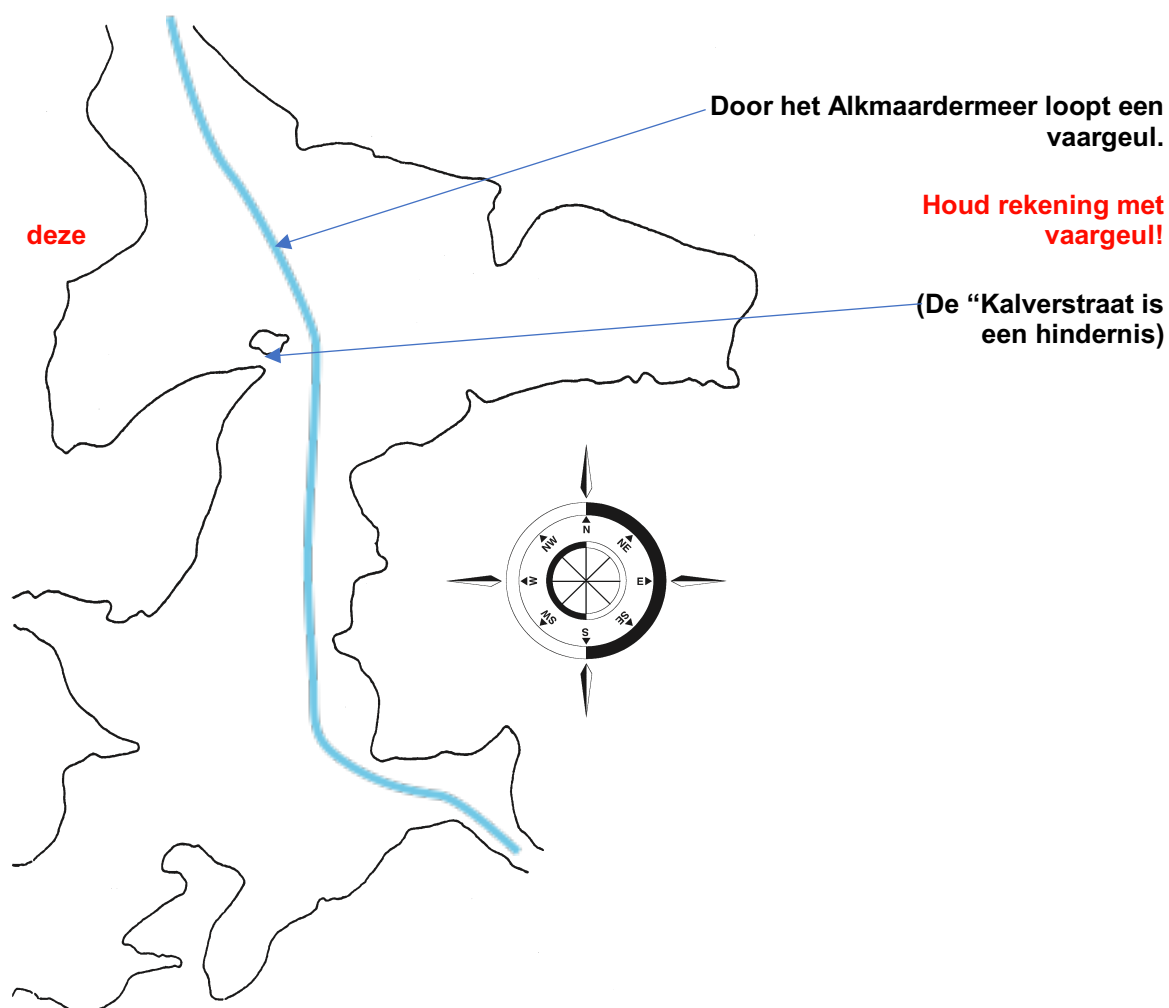 Door het Alkmaardermeer loopt een
vaargeul.
Houd rekening met
deze
vaargeul!
(De “Kalverstraat is
een hindernis)
N
NE
E
SE
S
SW
W
NW